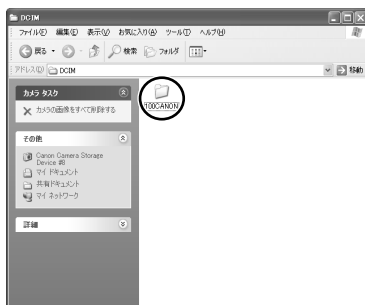 DCIM
ファイル(F) 編集(E) 表示(V) お気に入り(A) ツール(T) ヘルプ(H)
戻る 検索 フォルダ
アドレス(D) DCIM 移動
カメラ タスク
カメラの画像をすべて削除する
100CANON
その他
Canon Camera Storage
Device #8
マイ ドキュメント
共有ドキュメント
マイ ネットワーク
詳細